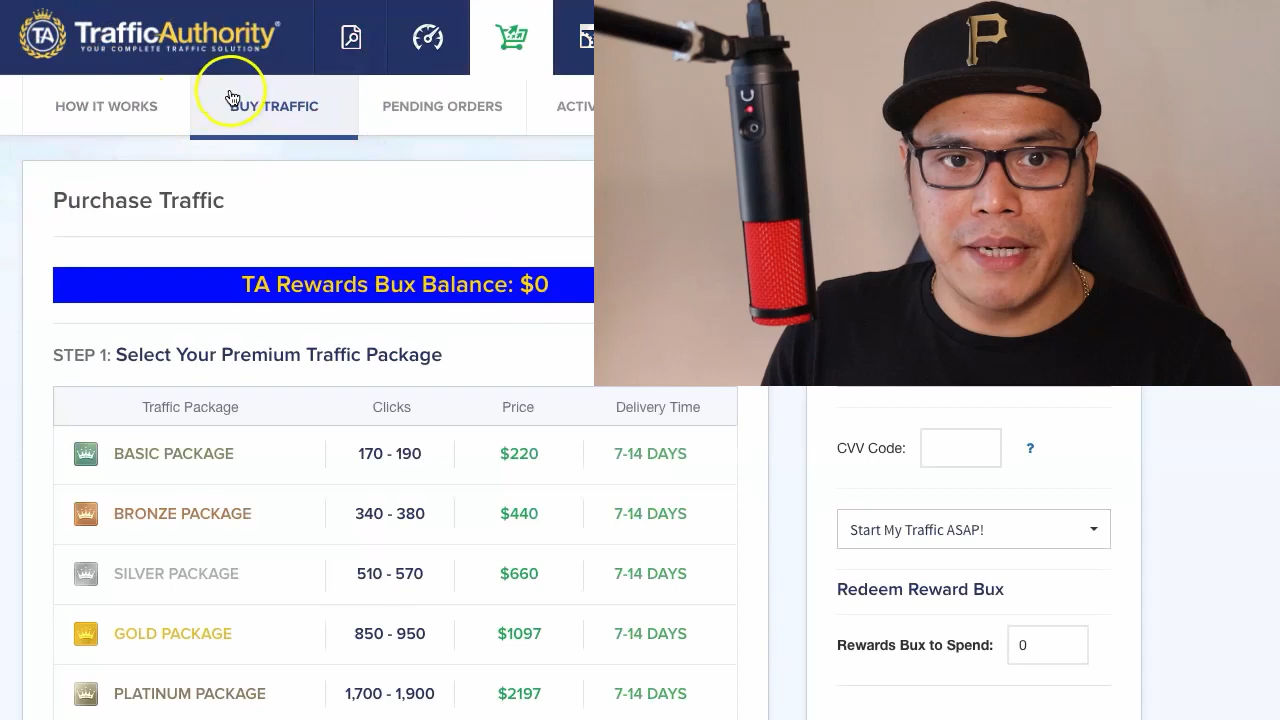 TA TrafficAuthority®
YOUR COMPLETE TRAFFIC SOLUTION
HOW IT WORKS
BUY TRAFFIC
PENDING ORDERS
Purchase Traffic
TA Rewards Bux Balance: $0
STEP 1: Select Your Premium Traffic Package
Traffic Package Clicks Price Delivery Time
BASIC PACKAGE 170 - 190 $220 7-14 DAYS
BRONZE PACKAGE 340 - 380 $440 7-14 DAYS
SILVER PACKAGE 510 - 570 $660 7-14 DAYS
GOLD PACKAGE 850 - 950 $1097 7-14 DAYS
PLATINUM PACKAGE 1,700 - 1,900 $2197 7-14 DAYS
P
CVV Code: ?
Start My Traffic ASAP!
Redeem Reward Bux
Rewards Bux to Spend: 0